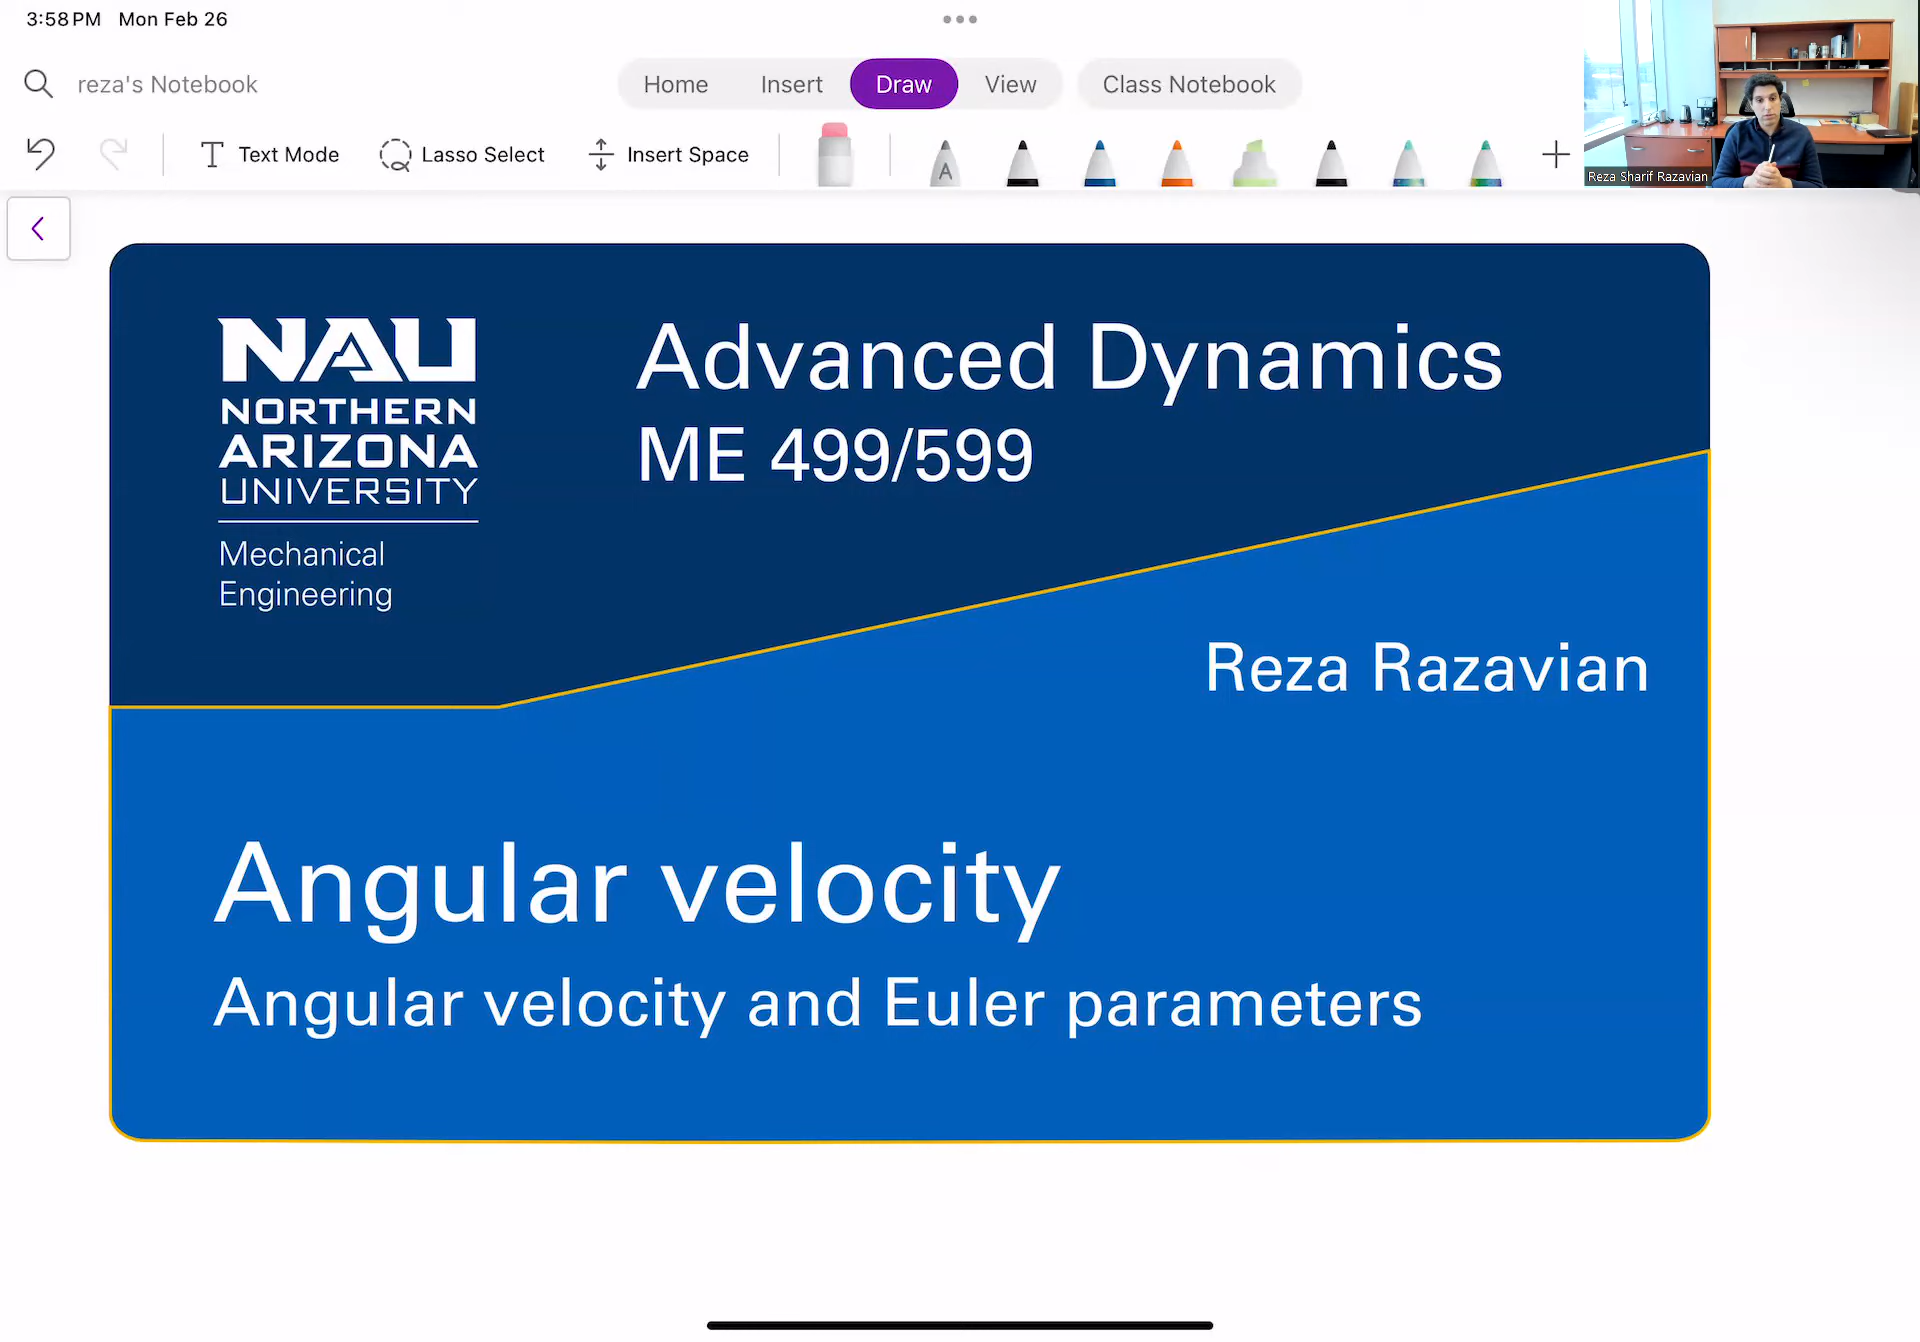 3:58 PM Mon Feb 26
reza's Notebook
Home Insert Draw View Class Notebook
Text Mode Lasso Select Insert Space
A
Reza Sharif Razavian
NAU
NORTHERN
ARIZONA
UNIVERSITY
Mechanical
Engineering
Advanced Dynamics
ME 499/599
Reza Razavian
Angular velocity
Angular velocity and Euler parameters